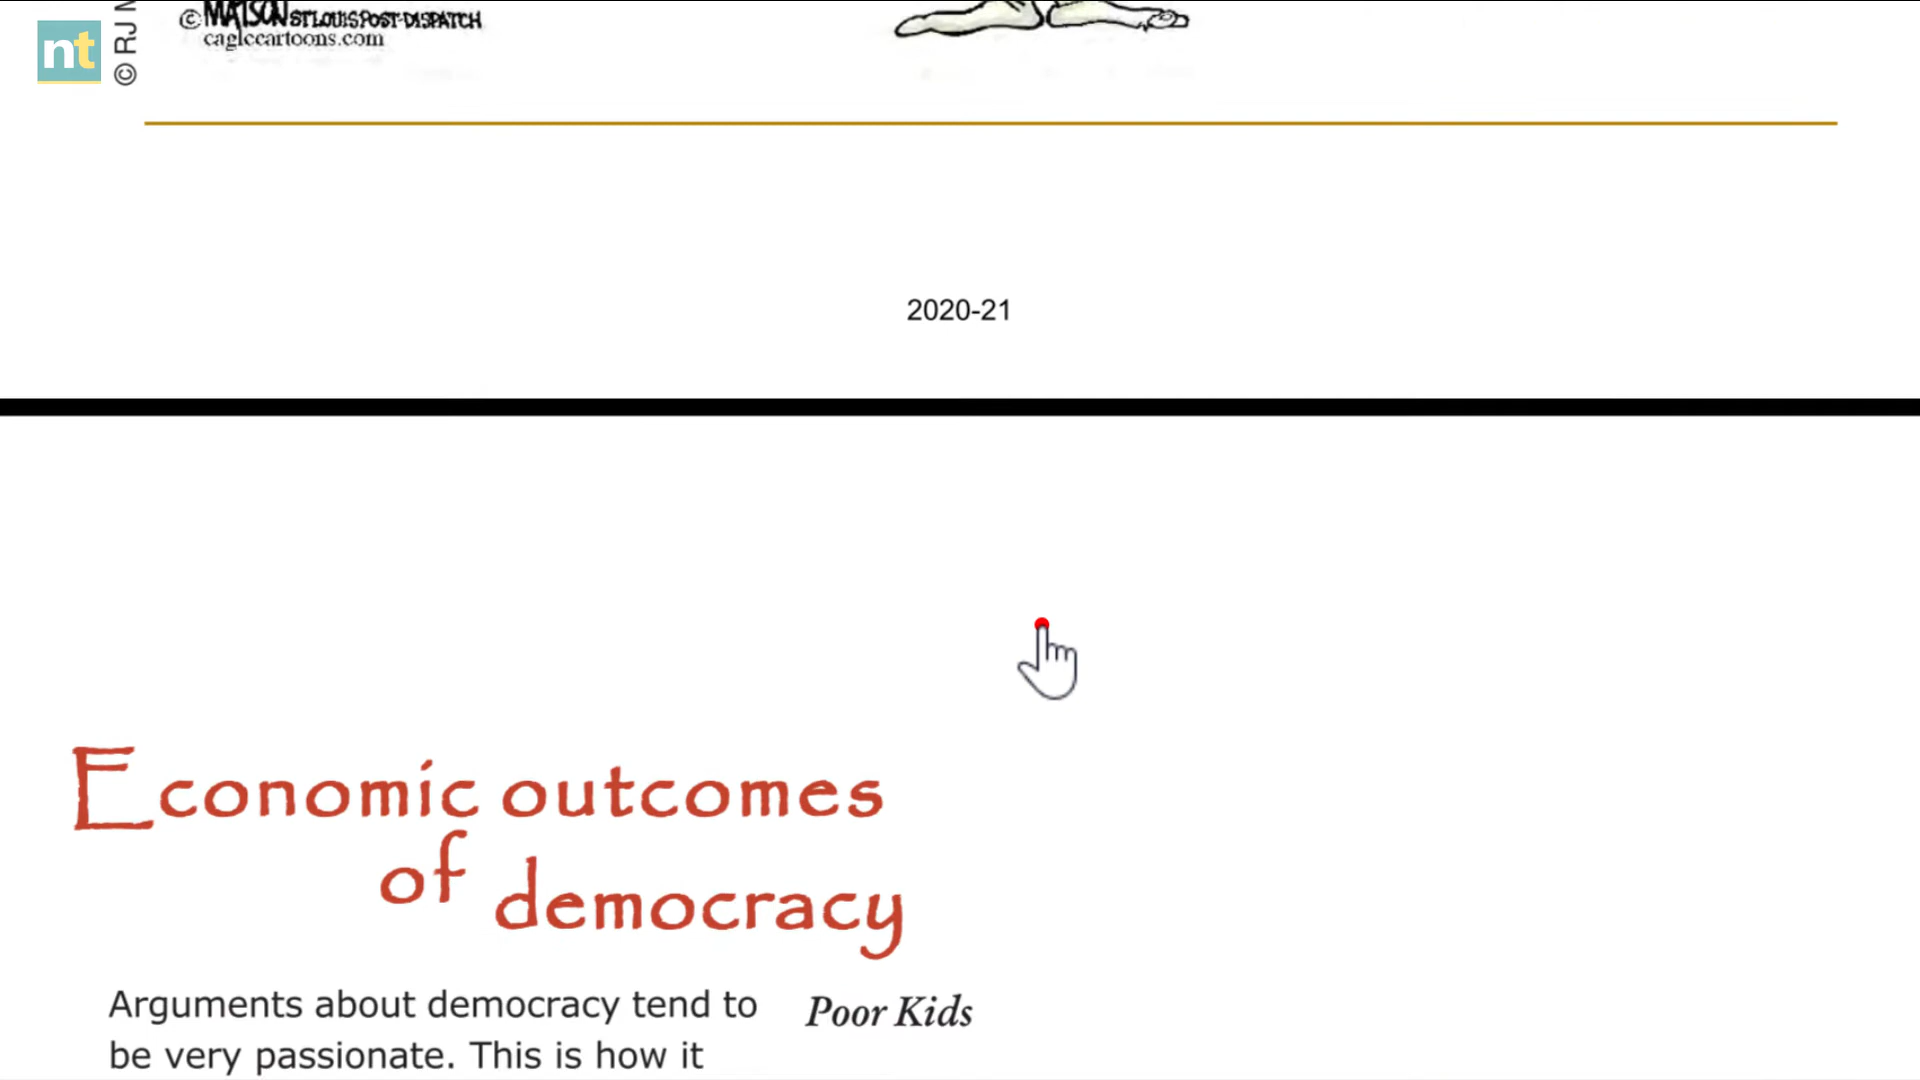 nt
© RJ M
© MATSON ST. LOUIS POST-DISPATCH
caglecartoons.com
2020-21
Economic outcomes
of democracy
Arguments about democracy tend to
be very passionate. This is how it
Poor Kids